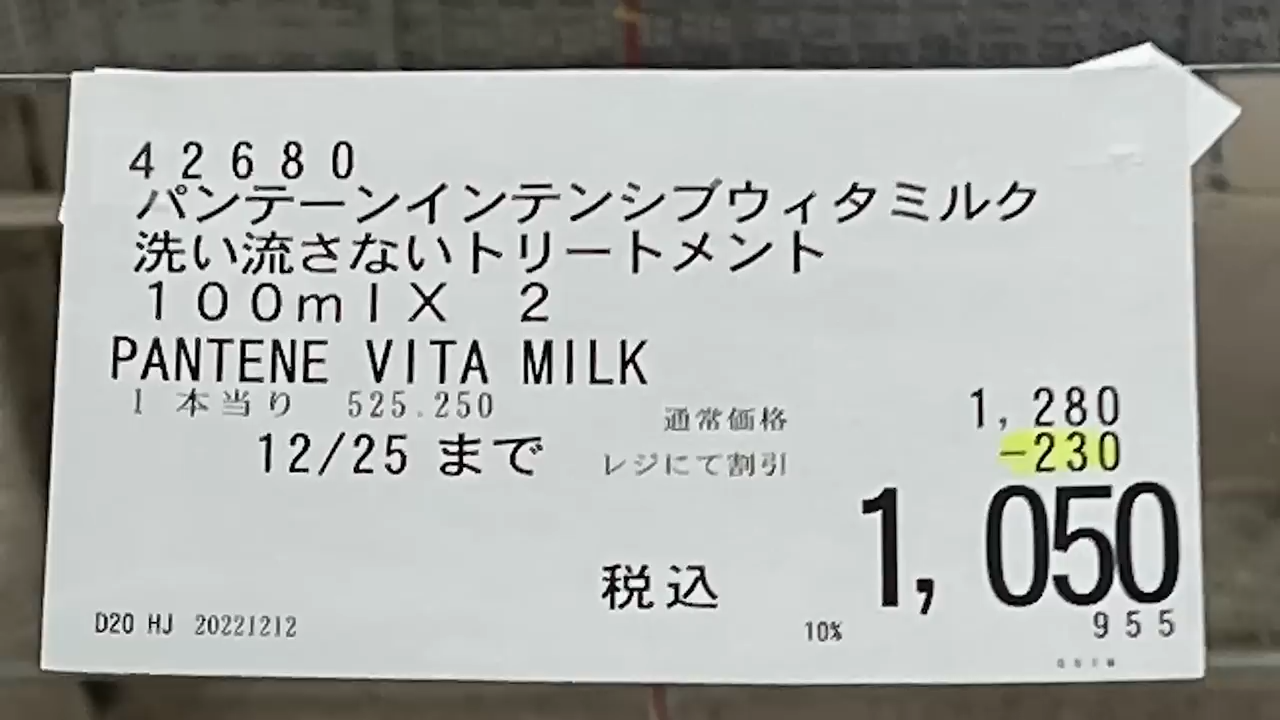 42680
パンテーンインテンシブウィタミルク
洗い流さないトリートメント
100mlX 2
PANTENE VITA MILK
1本当り 525.250
通常価格 1,280
12/25 まで
レジにて割引 -230
税込 1,050
10% 955
D20 HJ 20221212